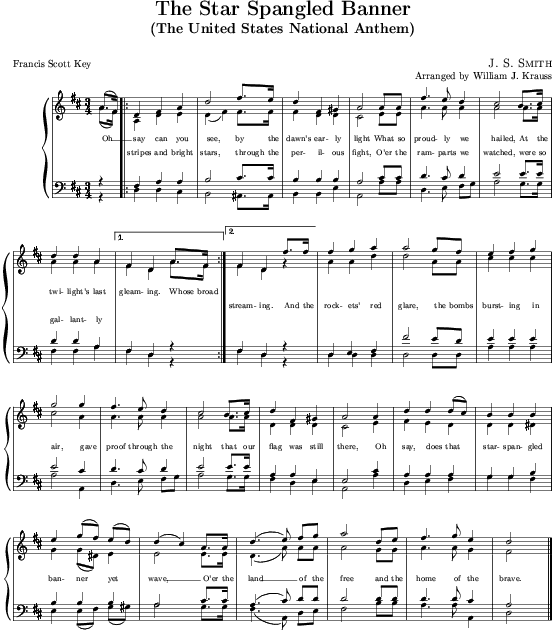 The Star Spangled Banner
(The United States National Anthem)
Francis Scott Key
J. S. SMITH
Arranged by William J. Krauss
Oh say can you see, by the dawn's ear- ly light What so proud- ly we hailed, At the
stripes and bright stars, through the per- il- ous fight, O'er the ram- parts we watched, were so
1.
2.
twi- light's last gleam- ing. Whose broad
stream- ing. And the rock- ets' red glare, the bombs burst- ing in
gal- lant- ly
air, gave proof through the night that our flag was still there, Oh say, does that star- span- gled
ban- ner yet wave, O'er the land of the free and the home of the brave.